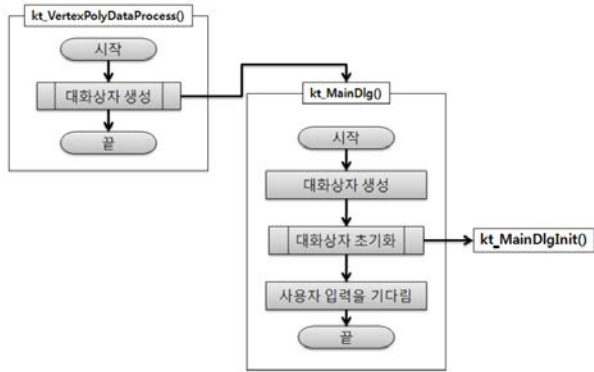 kt_VertexPolyDataProcess()
시작
대화상자 생성
끝
kt_MainDlg()
시작
대화상자 생성
대화상자 초기화
kt_MainDlgInit()
사용자 입력을 기다림
끝